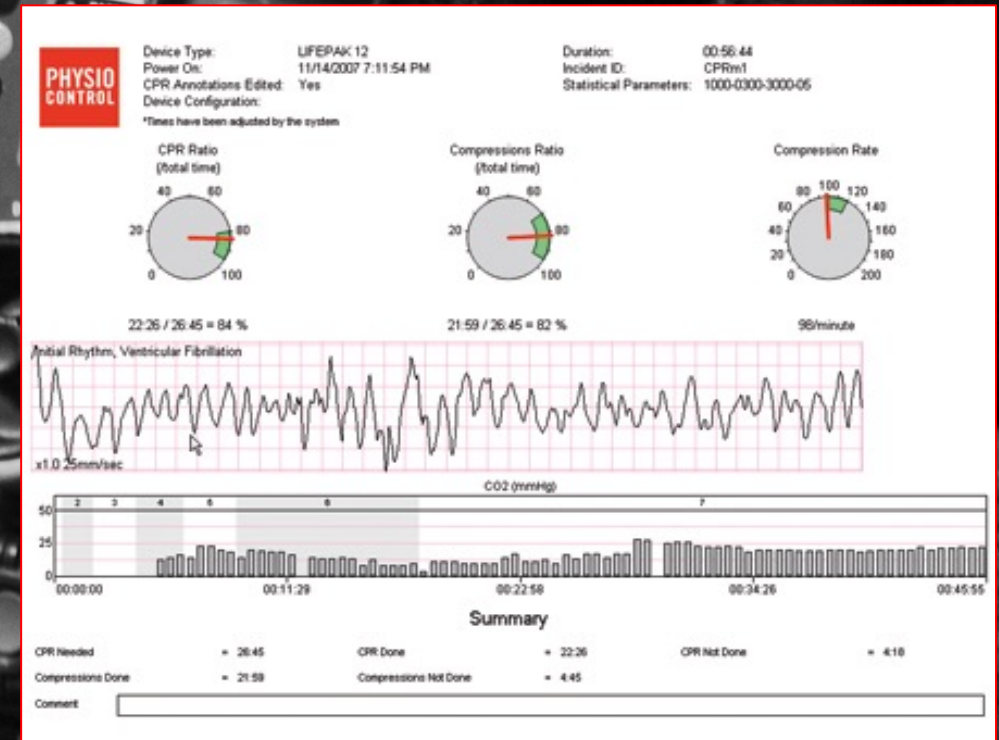 PHYSIO
CONTROL
Device Type: LIFEPAK 12
Power On: 11/14/2007 7:11:54 PM
CPR Annotations Edited: Yes
Device Configuration:
*Times have been adjusted by the system
Duration: 00:56:44
Incident ID: CPRm1
Statistical Parameters: 1000-0300-3000-05
CPR Ratio
(/total time)
0 20 40 60 80 100
22:26 / 26:45 = 84 %
Compressions Ratio
(/total time)
0 20 40 60 80 100
21:59 / 26:45 = 82 %
Compression Rate
0 20 40 60 80 100 120 140 160 180 200
98/minute
Initial Rhythm, Ventricular Fibrillation
x1.0 25mm/sec
CO2 (mmHg)
2 3 4 5 6 7
50
25
0
00:00:00 00:11:29 00:22:58 00:34:26 00:45:55
Summary
CPR Needed = 26:45 CPR Done = 22:26 CPR Not Done = 4:18
Compressions Done = 21:59 Compressions Not Done = 4:45
Comment